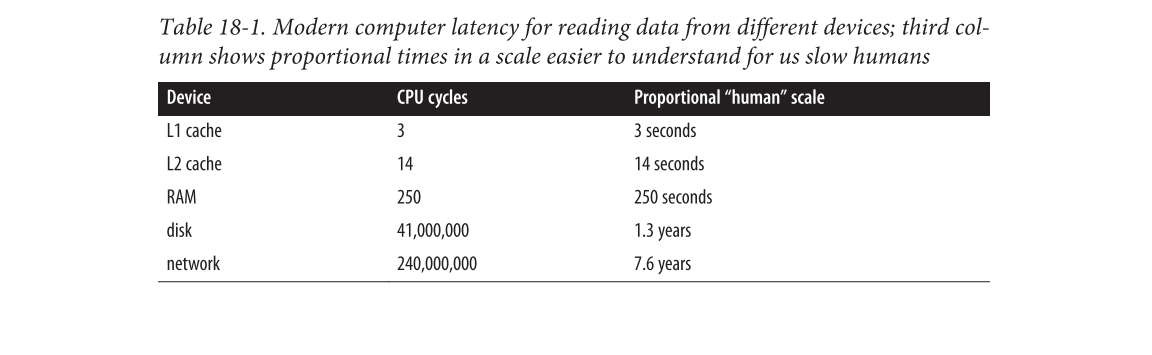 Table 18-1. Modern computer latency for reading data from different devices; third col-
umn shows proportional times in a scale easier to understand for us slow humans
Device CPU cycles Proportional “human” scale
L1 cache 3 3 seconds
L2 cache 14 14 seconds
RAM 250 250 seconds
disk 41,000,000 1.3 years
network 240,000,000 7.6 years